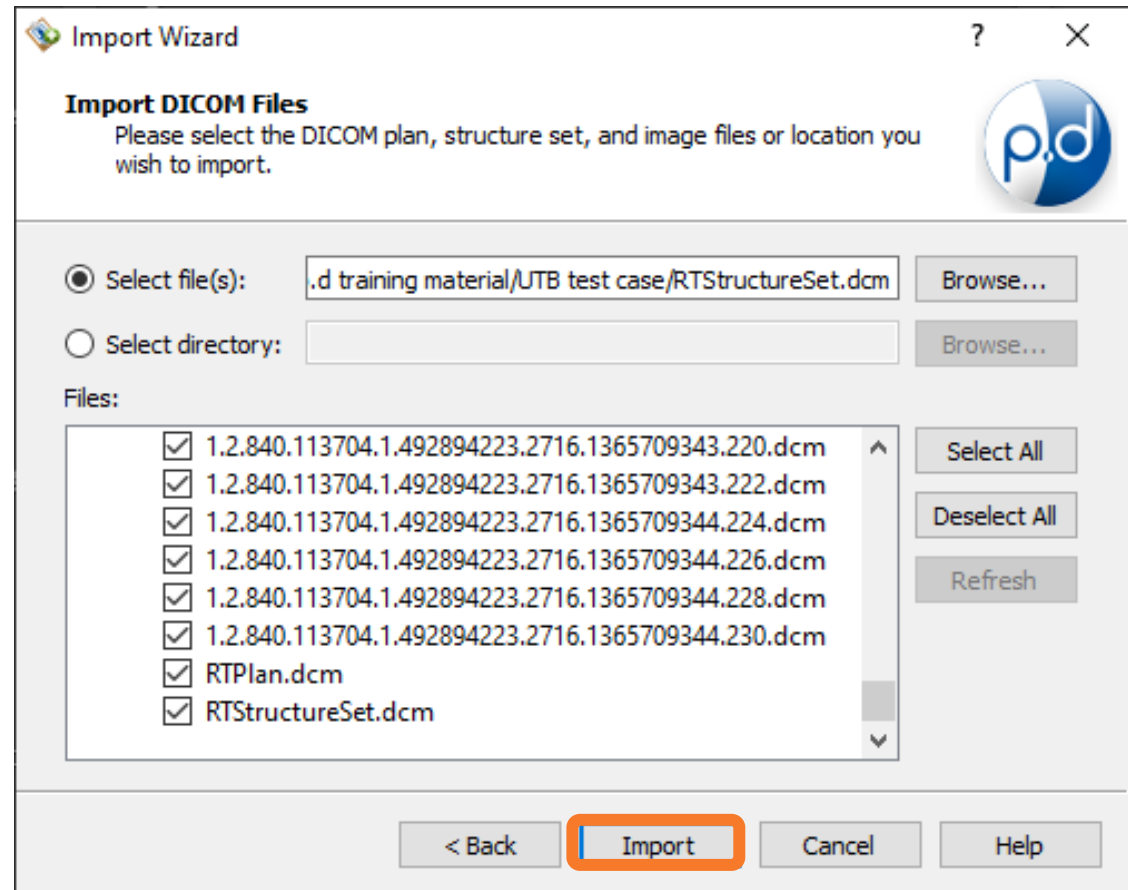 Import Wizard
?
Import DICOM Files
Please select the DICOM plan, structure set, and image files or location you
wish to import.
p.d
Select file(s):
.d training material/UTB test case/RTStructureSet.dcm
Browse...
Select directory:
Browse...
Files:
1.2.840.113704.1.492894223.2716.1365709343.220.dcm
1.2.840.113704.1.492894223.2716.1365709343.222.dcm
1.2.840.113704.1.492894223.2716.1365709344.224.dcm
1.2.840.113704.1.492894223.2716.1365709344.226.dcm
1.2.840.113704.1.492894223.2716.1365709344.228.dcm
1.2.840.113704.1.492894223.2716.1365709344.230.dcm
RTPlan.dcm
RTStructureSet.dcm
Select All
Deselect All
Refresh
< Back
Import
Cancel
Help